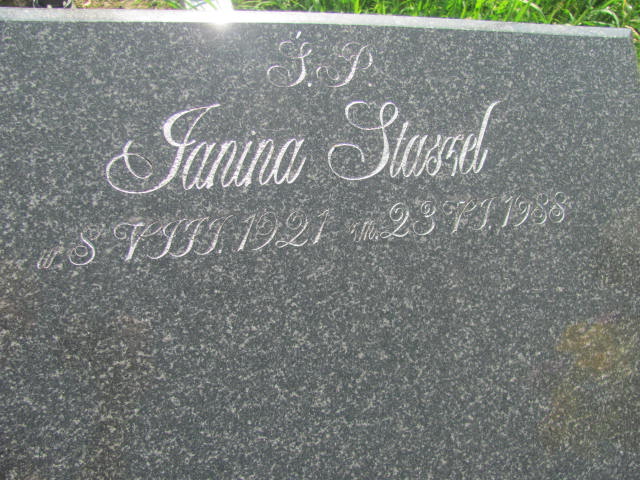 Ś.P.
Janina Staszel
ur. 8 VIII. 1921 zm. 23 VI. 1988